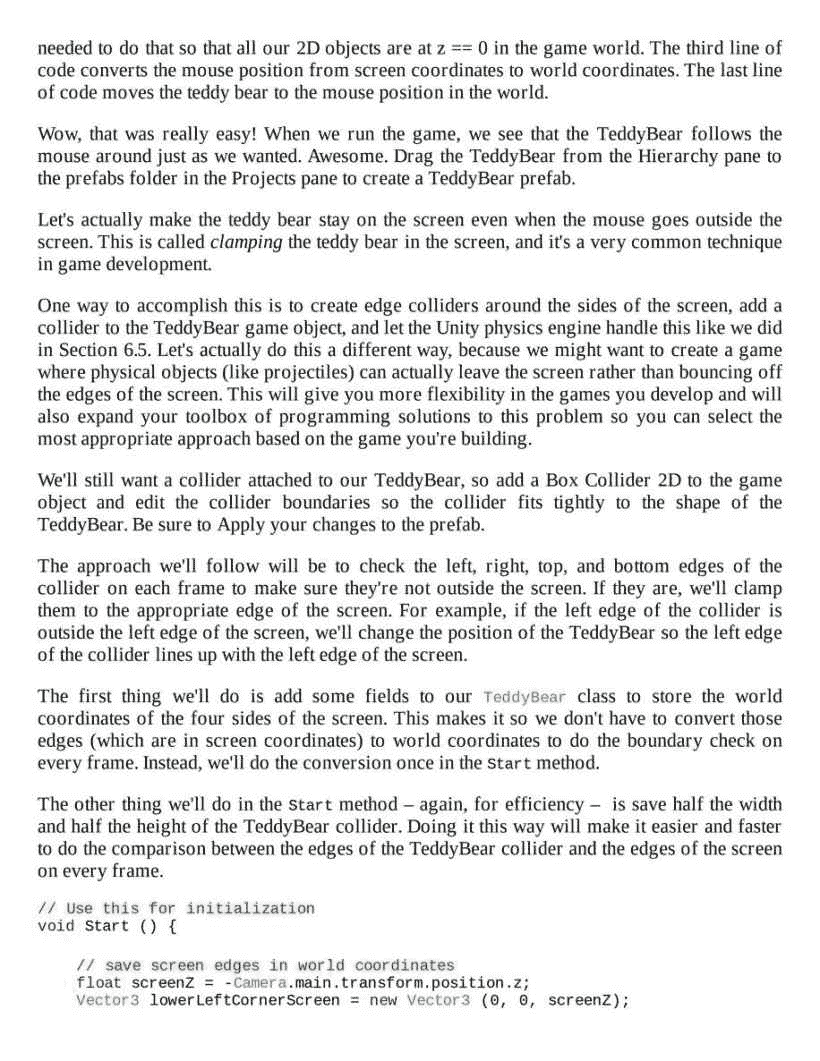 needed to do that so that all our 2D objects are at z == 0 in the game world. The third line of
code converts the mouse position from screen coordinates to world coordinates. The last line
of code moves the teddy bear to the mouse position in the world.
Wow, that was really easy! When we run the game, we see that the TeddyBear follows the
mouse around just as we wanted. Awesome. Drag the TeddyBear from the Hierarchy pane to
the prefabs folder in the Projects pane to create a TeddyBear prefab.
Let's actually make the teddy bear stay on the screen even when the mouse goes outside the
screen. This is called clamping the teddy bear in the screen, and it's a very common technique
in game development.
One way to accomplish this is to create edge colliders around the sides of the screen, add a
collider to the TeddyBear game object, and let the Unity physics engine handle this like we did
in Section 6.5. Let's actually do this a different way, because we might want to create a game
where physical objects (like projectiles) can actually leave the screen rather than bouncing off
the edges of the screen. This will give you more flexibility in the games you develop and will
also expand your toolbox of programming solutions to this problem so you can select the
most appropriate approach based on the game you're building.
We'll still want a collider attached to our TeddyBear, so add a Box Collider 2D to the game
object and edit the collider boundaries so the collider fits tightly to the shape of the
TeddyBear. Be sure to Apply your changes to the prefab.
The approach we'll follow will be to check the left, right, top, and bottom edges of the
collider on each frame to make sure they're not outside the screen. If they are, we'll clamp
them to the appropriate edge of the screen. For example, if the left edge of the collider is
outside the left edge of the screen, we'll change the position of the TeddyBear so the left edge
of the collider lines up with the left edge of the screen.
The first thing we'll do is add some fields to our TeddyBear class to store the world
coordinates of the four sides of the screen. This makes it so we don't have to convert those
edges (which are in screen coordinates) to world coordinates to do the boundary check on
every frame. Instead, we'll do the conversion once in the Start method.
The other thing we'll do in the Start method – again, for efficiency – is save half the width
and half the height of the TeddyBear collider. Doing it this way will make it easier and faster
to do the comparison between the edges of the TeddyBear collider and the edges of the screen
on every frame.
// Use this for initialization
void Start () {
// save screen edges in world coordinates
float screenZ = -Camera.main.transform.position.z;
Vector3 lowerLeftCornerScreen = new Vector3 (0, 0, screenZ);